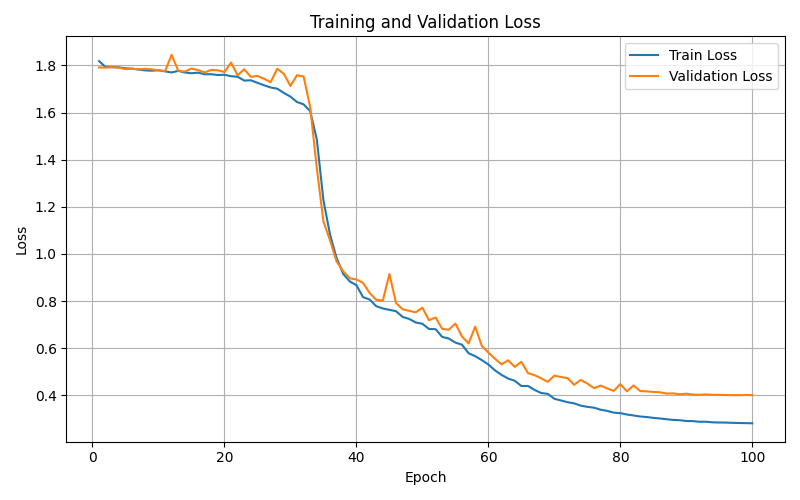 Training and Validation Loss
Train Loss
Validation Loss
Loss
1.8
1.6
1.4
1.2
1.0
0.8
0.6
0.4
0 20 40 60 80 100
Epoch